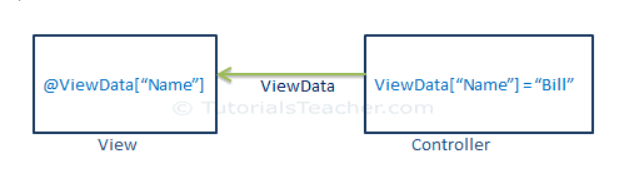 @ViewData["Name"]
ViewData
ViewData["Name"] = “Bill”
© TutorialsTeacher.com
View
Controller